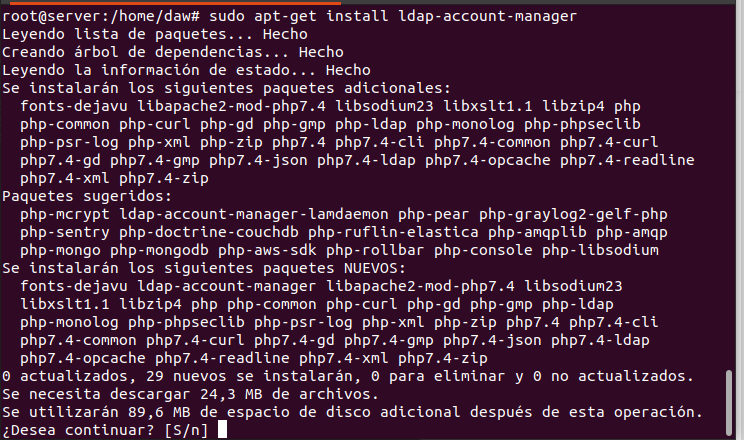 root@server:/home/daw# sudo apt-get install ldap-account-manager
Leyendo lista de paquetes... Hecho
Creando árbol de dependencias... Hecho
Leyendo la información de estado... Hecho
Se instalarán los siguientes paquetes adicionales:
fonts-dejavu libapache2-mod-php7.4 libsodium23 libxslt1.1 libzip4 php
php-common php-curl php-gd php-gmp php-ldap php-monolog php-phpseclib
php-psr-log php-xml php-zip php7.4 php7.4-cli php7.4-common php7.4-curl
php7.4-gd php7.4-gmp php7.4-json php7.4-ldap php7.4-opcache php7.4-readline
php7.4-xml php7.4-zip
Paquetes sugeridos:
php-mcrypt ldap-account-manager-lamdaemon php-pear php-graylog2-gelf-php
php-sentry php-doctrine-couchdb php-ruflin-elastica php-amqplib php-amqp
php-mongo php-mongodb php-aws-sdk php-rollbar php-console php-libsodium
Se instalarán los siguientes paquetes NUEVOS:
fonts-dejavu ldap-account-manager libapache2-mod-php7.4 libsodium23
libxslt1.1 libzip4 php php-common php-curl php-gd php-gmp php-ldap
php-monolog php-phpseclib php-psr-log php-xml php-zip php7.4 php7.4-cli
php7.4-common php7.4-curl php7.4-gd php7.4-gmp php7.4-json php7.4-ldap
php7.4-opcache php7.4-readline php7.4-xml php7.4-zip
0 actualizados, 29 nuevos se instalarán, 0 para eliminar y 0 no actualizados.
Se necesita descargar 24,3 MB de archivos.
Se utilizarán 89,6 MB de espacio de disco adicional después de esta operación.
¿Desea continuar? [S/n]